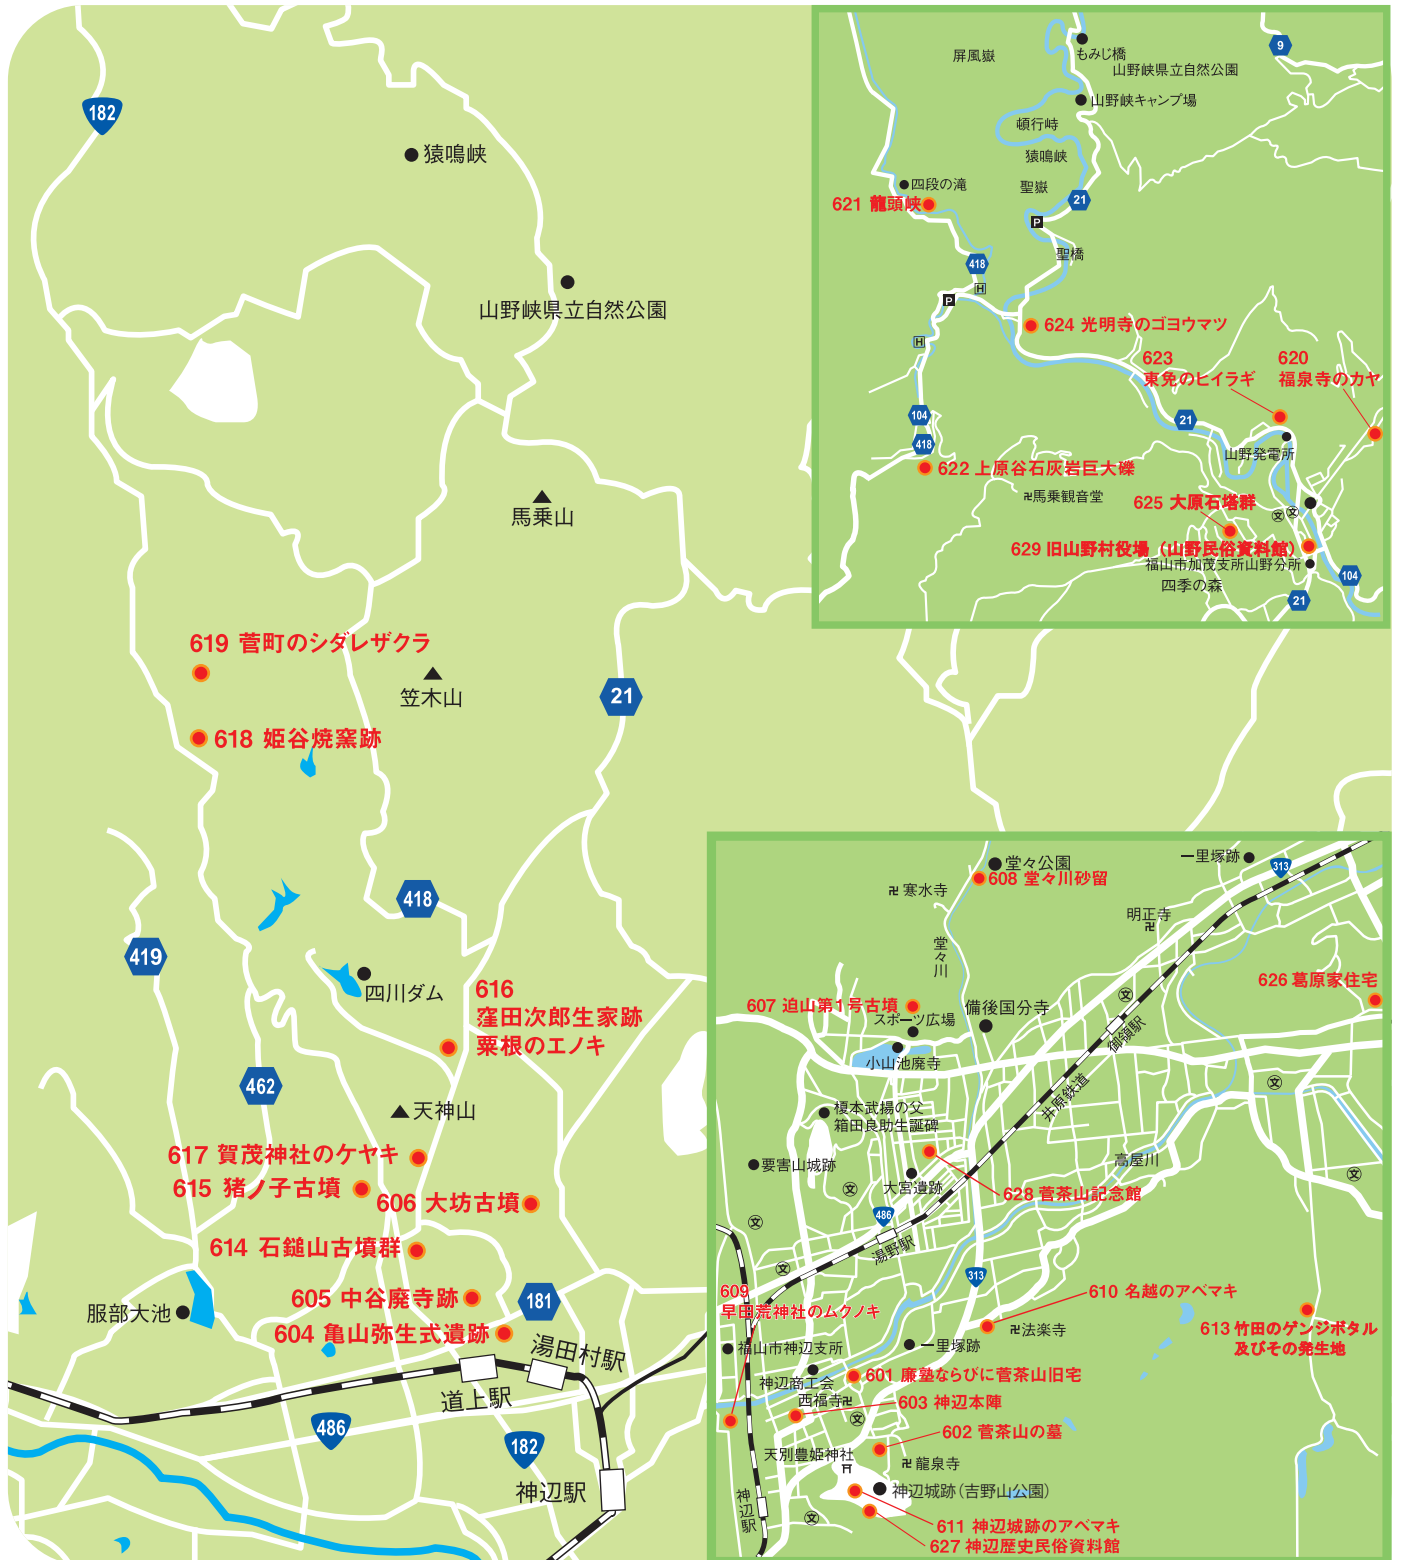 182
猿鳴峡
山野峡県立自然公園
馬乗山
619 菅町のシダレザクラ
笠木山
21
618 姫谷焼窯跡
418
419
四川ダム
616
窪田次郎生家跡
粟根のエノキ
462
天神山
617 賀茂神社のケヤキ
615 猪ノ子古墳
606 大坊古墳
614 石鎚山古墳群
605 中谷廃寺跡
181
服部大池
604 亀山弥生式遺跡
湯田村駅
道上駅
486
182
神辺駅
屏風嶽
もみじ橋
9
山野峡県立自然公園
山野峡キャンプ場
頓行峙
猿鳴峡
四段の滝
聖嶽
621 龍頭峡
21
P
聖橋
418
H
P
624 光明寺のゴヨウマツ
H
623
東免のヒイラギ
620
福泉寺のカヤ
104
21
418
山野発電所
622 上原谷石灰岩巨大礫
卍馬乗観音堂
625 大原石塔群
文
文
629 旧山野村役場（山野民俗資料館）
福山市加茂支所山野分所
四季の森
104
21
堂々公園
一里塚跡
313
608 堂々川砂留
卍 寒水寺
明正寺
卍
堂々川
626 葛原家住宅
607 迫山第1号古墳
文
備後国分寺
スポーツ広場
御領駅
小山池廃寺
文
井原鉄道
榎本武揚の父
箱田良助生誕碑
要害山城跡
高屋川
文
大宮遺跡
文
628 菅茶山記念館
486
文
湯野駅
文
313
609
早田荒神社のムクノキ
610 名越のアベマキ
卍法楽寺
613 竹田のゲンジボタル
及びその発生地
福山市神辺支所
一里塚跡
神辺商工会
601 廉塾ならびに菅茶山旧宅
西福寺卍
603 神辺本陣
文
602 菅茶山の墓
天別豊姫神社
卍 龍泉寺
神辺城跡（吉野山公園）
神辺駅
文
611 神辺城跡のアベマキ
627 神辺歴史民俗資料館